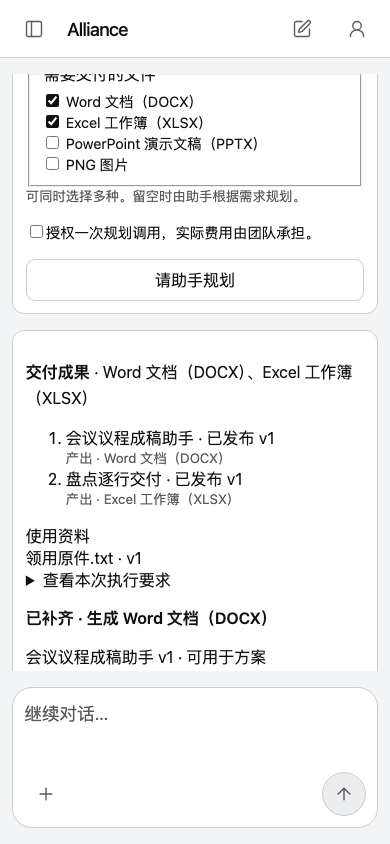 Alliance
需要交付的文件
Word 文档（DOCX）
Excel 工作簿（XLSX）
PowerPoint 演示文稿（PPTX）
PNG 图片
可同时选择多种。留空时由助手根据需求规划。
授权一次规划调用，实际费用由团队承担。
请助手规划
交付成果 · Word 文档（DOCX）、Excel 工作簿
（XLSX）
1. 会议议程成稿助手 · 已发布 v1
产出 · Word 文档（DOCX）
2. 盘点逐行交付 · 已发布 v1
产出 · Excel 工作簿（XLSX）
使用资料
领用原件.txt · v1
查看本次执行要求
已补齐 · 生成 Word 文档（DOCX）
会议议程成稿助手 v1 · 可用于方案
继续对话...